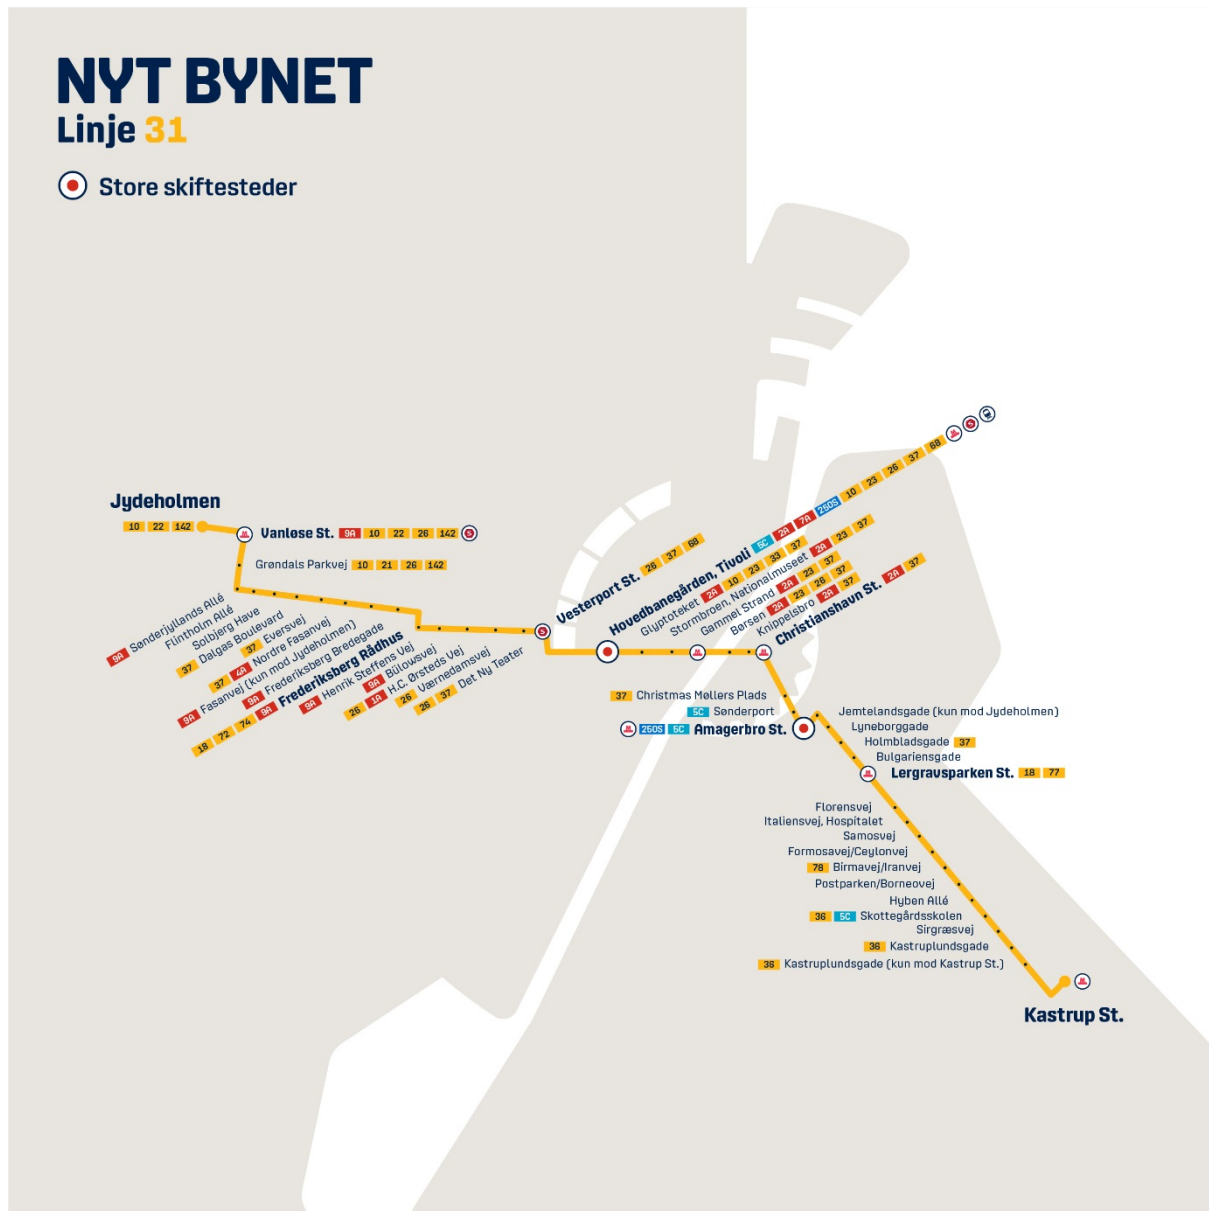 NYT BYNET
Linje 31
Store skiftesteder
Jydeholmen
10 22 142
Vanløse St. 9A 10 22 26 142 S
Grøndals Parkvej 10 21 26 142
9A Sønderjyllands Allé
Flintholm Allé
Solbjerg Have
37 Dalgas Boulevard
37 Eversvej
37 4A Nordre Fasanvej
9A Fasanvej (kun mod Jydeholmen)
9A Frederiksberg Bredegade
18 72 74 9A Frederiksberg Rådhus
9A Henrik Steffens Vej
9A Bülowsvej
26 1A H.C. Ørsteds Vej
26 Værnedamsvej
26 37 Det Ny Teater
S
Vesterport St. 26 37 68
Hovedbanegården, Tivoli 5C 2A 7A 250S 10 23 26 37 68 S
Glyptoteket 2A 10 23 33 37
Stormbroen, Nationalmuseet 2A 23 37
Gammel Strand 2A 23 37
Børsen 2A 23 26 37
Knippelsbro 2A 37
Christianshavn St. 2A 37
37 Christmas Møllers Plads
5C Sønderport
250S 5C Amagerbro St.
Jemtelandsgade (kun mod Jydeholmen)
Lyneborggade
Holmbladsgade 37
Bulgariensgade
Lergravsparken St. 18 77
Florensvej
Italiensvej, Hospitalet
Samosvej
Formosavej/Ceylonvej
78 Birmavej/Iranvej
Postparken/Borneovej
Hyben Allé
36 5C Skottegårdsskolen
Sirgræsvej
36 Kastruplundsgade
36 Kastruplundsgade (kun mod Kastrup St.)
Kastrup St.